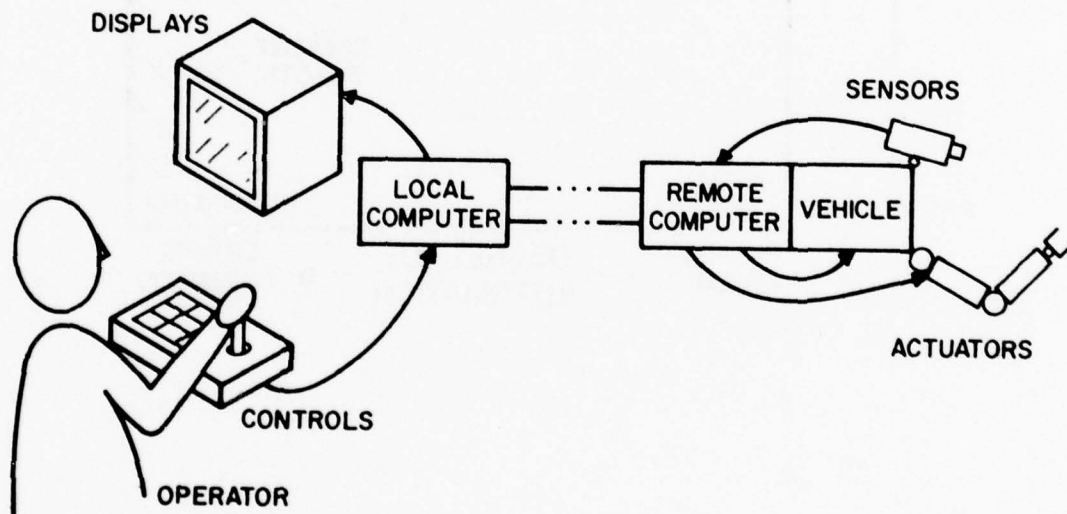 DISPLAYS
SENSORS
LOCAL
COMPUTER
REMOTE
COMPUTER
VEHICLE
ACTUATORS
CONTROLS
OPERATOR